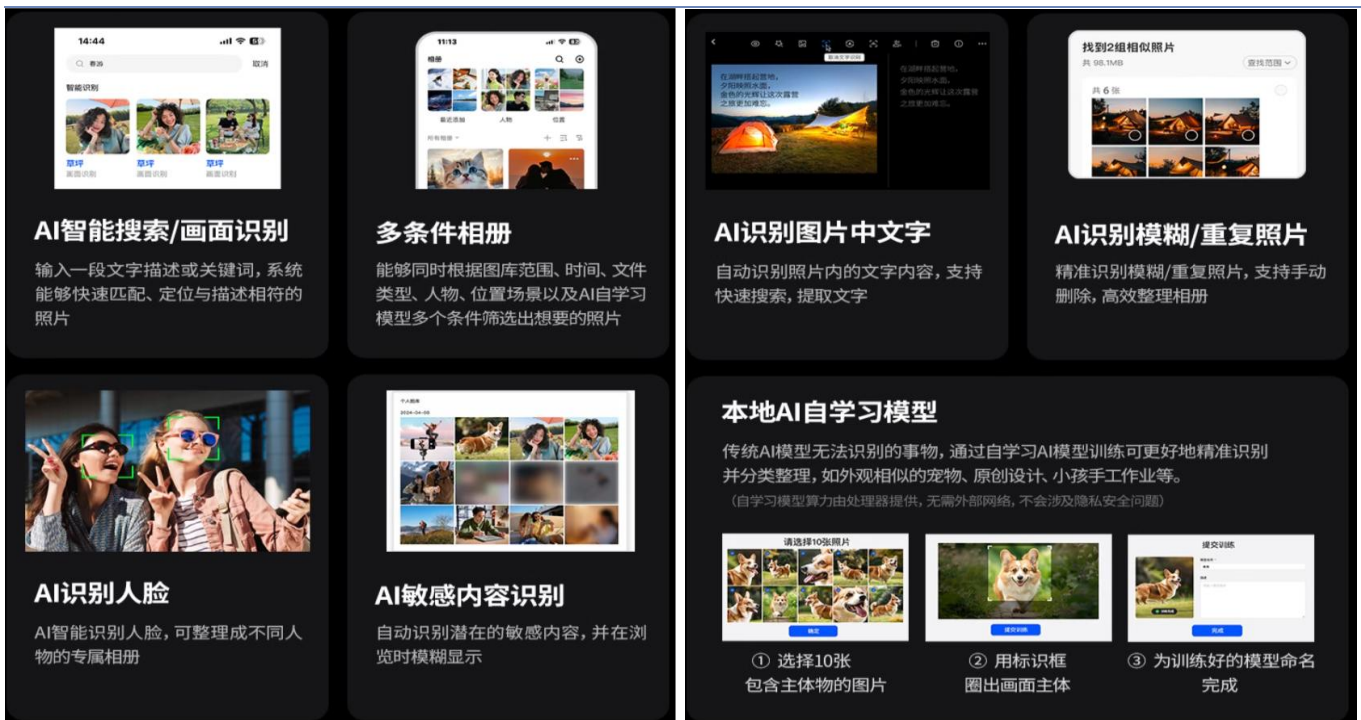 14:44
春游
取消
智能识别
草坪
草坪
草坪
画面识别
画面识别
画面识别
AI智能搜索/画面识别
输入一段文字描述或关键词，系统
能够快速匹配、定位与描述相符的
照片
11:13
相册
最近添加
人物
位置
所有相册
多条件相册
能够同时根据图库范围、时间、文件
类型、人物、位置场景以及AI自学习
模型多个条件筛选出想要的照片
AI识别人脸
AI智能识别人脸，可整理成不同人
物的专属相册
个人图库
2024-04-08
AI敏感内容识别
自动识别潜在的敏感内容，并在浏
览时模糊显示
在湖畔搭起营地，
夕阳映照水面，
金色的光辉让这次露营
之旅更加难忘。
在湖畔搭起营地，
夕阳映照水面，
金色的光辉让这次露营
之旅更加难忘。
AI识别图片中文字
自动识别照片内的文字内容，支持
快速搜索，提取文字
找到2组相似照片
共 98.1MB
查找范围
共 6 张
AI识别模糊/重复照片
精准识别模糊/重复照片，支持手动
删除，高效整理相册
本地AI自学习模型
传统AI模型无法识别的事物，通过自学习AI模型训练可更好地精准识别
并分类整理，如外观相似的宠物、原创设计、小孩手工作业等。
（自学习模型算力由处理器提供，无需外部网络，不会涉及隐私安全问题）
请选择10张照片
确定
提交训练
提交训练
完成
① 选择10张
包含主体物的图片
② 用标识框
圈出画面主体
③ 为训练好的模型命名
完成